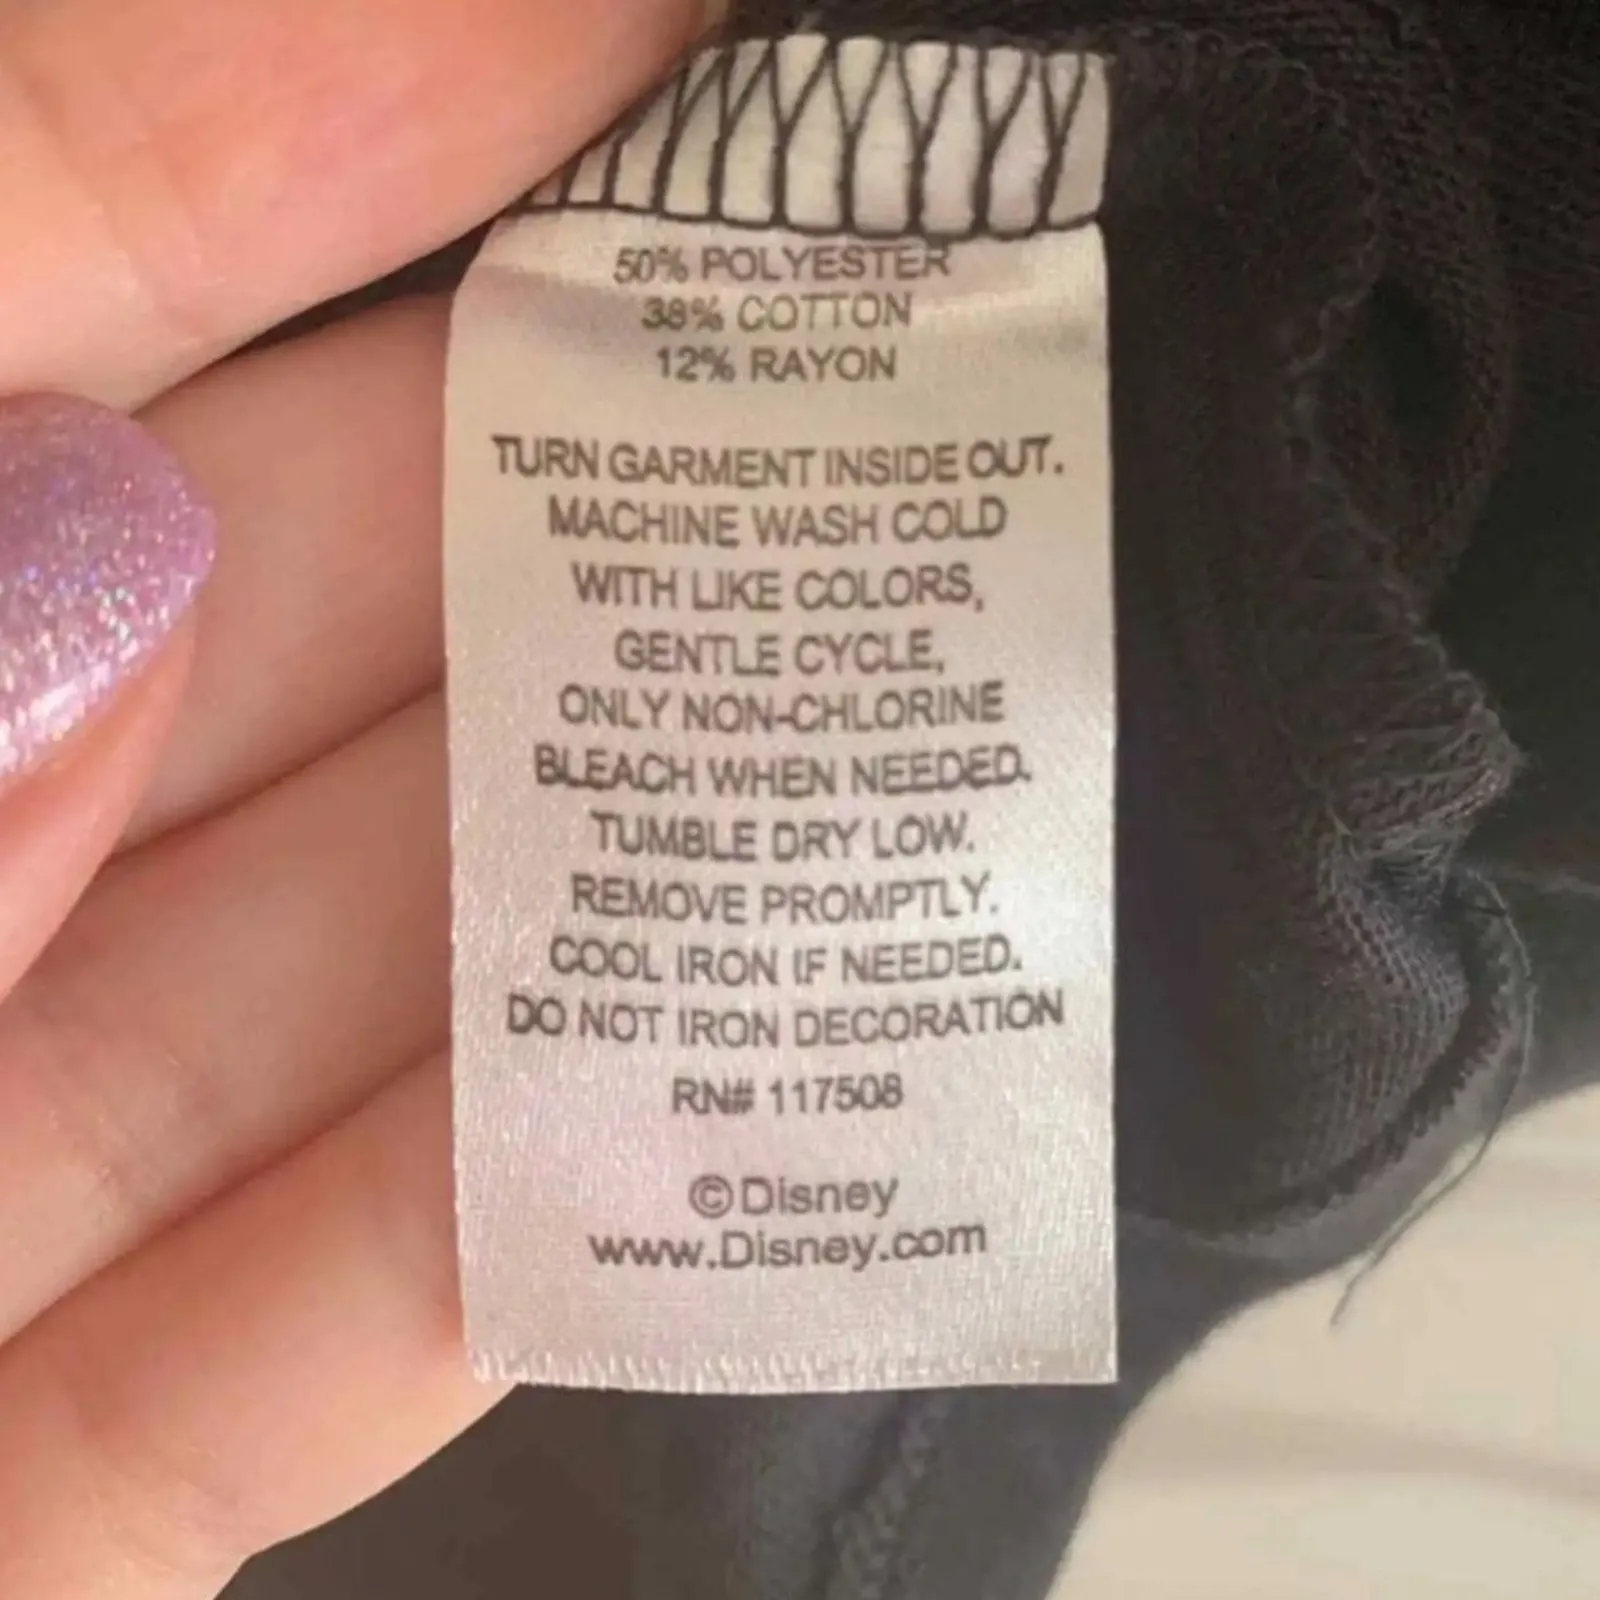 50% POLYESTER
38% COTTON
12% RAYON
TURN GARMENT INSIDE OUT.
MACHINE WASH COLD
WITH LIKE COLORS,
GENTLE CYCLE,
ONLY NON-CHLORINE
BLEACH WHEN NEEDED.
TUMBLE DRY LOW.
REMOVE PROMPTLY.
COOL IRON IF NEEDED.
DO NOT IRON DECORATION
RN# 117508
©Disney
www.Disney.com